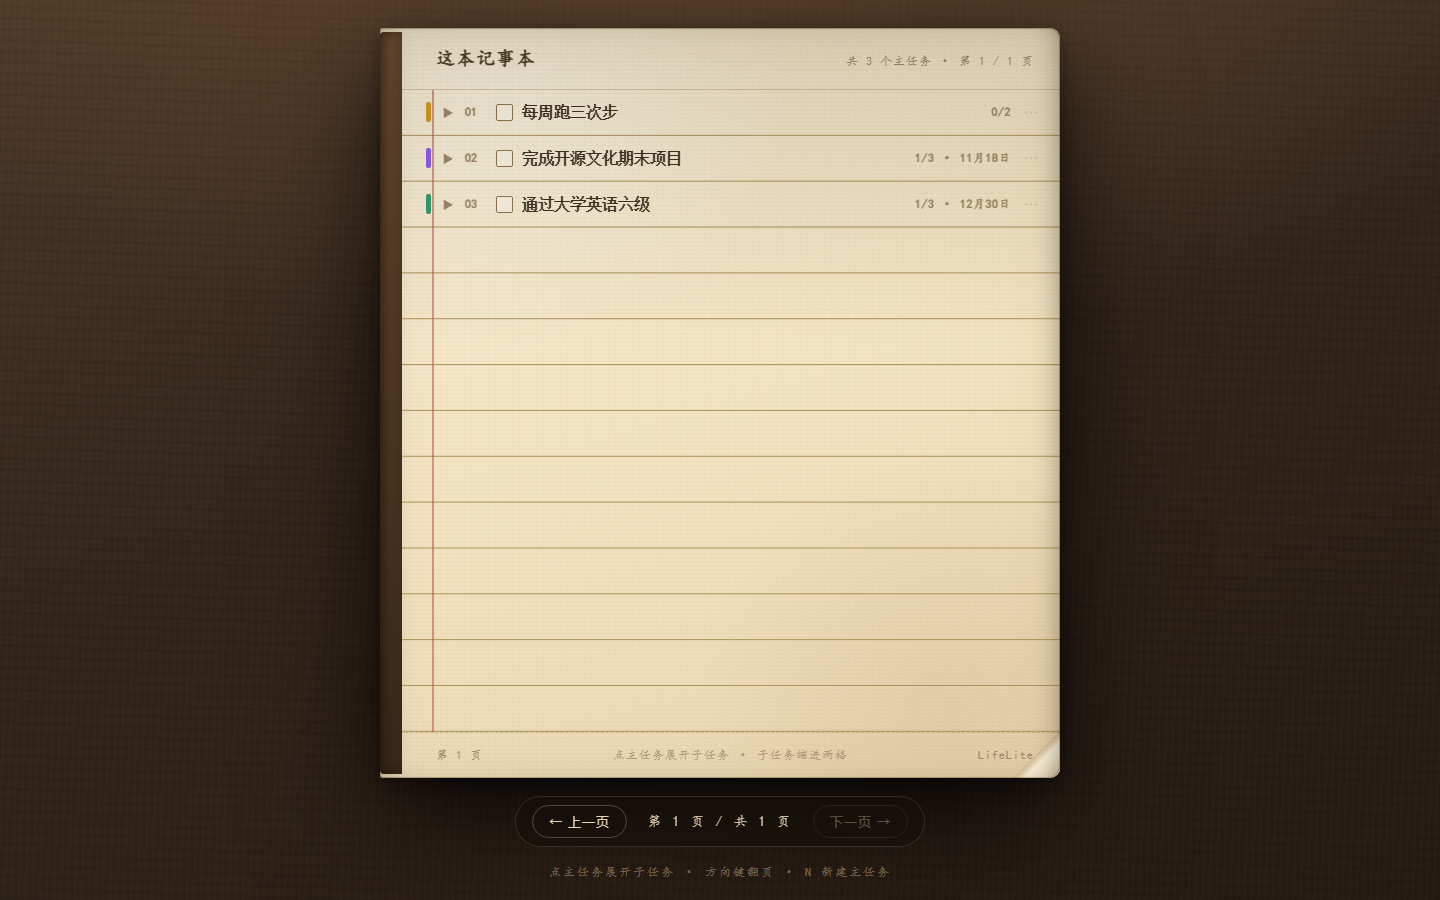 这本记事本
共 3 个主任务 • 第 1 / 1 页
▶ 01 每周跑三次步 0/2 ···
▶ 02 完成开源文化期末项目 1/3 • 11月18日 ···
▶ 03 通过大学英语六级 1/3 • 12月30日 ···
第 1 页 点主任务展开子任务 • 子任务缩进两格 LifeLite
← 上一页 第 1 页 / 共 1 页 下一页 →
点主任务展开子任务 • 方向键翻页 • N 新建主任务